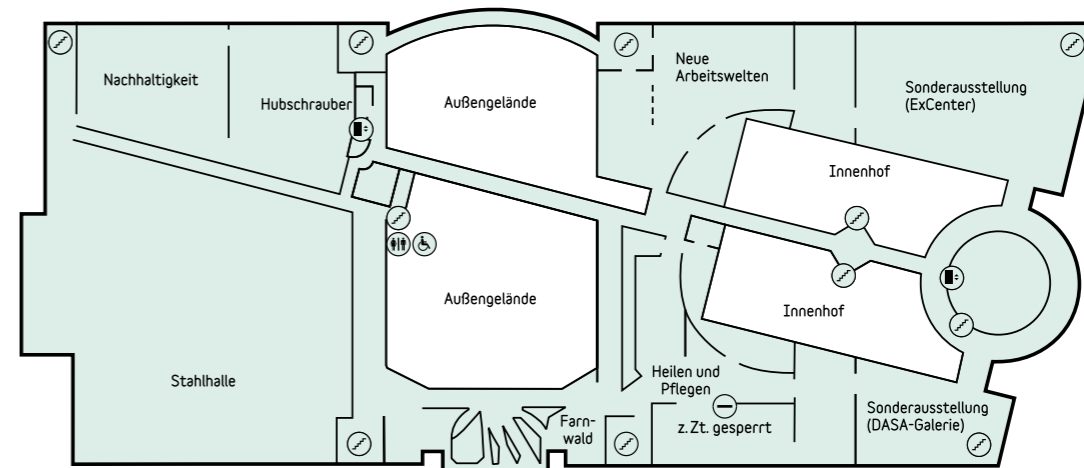 Nachhaltigkeit
Hubschrauber
Außengelände
Neue
Arbeitswelten
Sonderausstellung
(ExCenter)
Innenhof
Außengelände
Innenhof
Stahlhalle
Heilen und
Pflegen
Farn-
wald
z. Zt. gesperrt
Sonderausstellung
(DASA-Galerie)